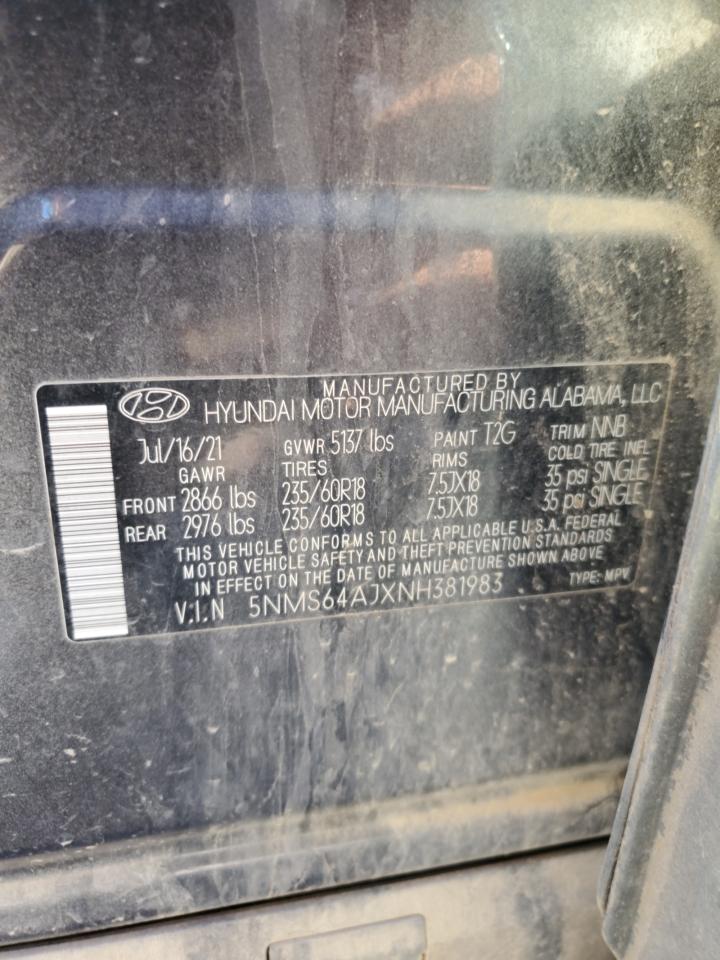 MANUFACTURED BY
HYUNDAI MOTOR MANUFACTURING ALABAMA, LLC
Jul/16/21 GVWR 5137 lbs PAINT T2G TRIM NNB
GAWR TIRES RIMS COLD TIRE INFL
FRONT 2866 lbs 235/60R18 7.5JX18 35 psi SINGLE
REAR 2976 lbs 235/60R18 7.5JX18 35 psi SINGLE
THIS VEHICLE CONFORMS TO ALL APPLICABLE U.S.A. FEDERAL
MOTOR VEHICLE SAFETY AND THEFT PREVENTION STANDARDS
IN EFFECT ON THE DATE OF MANUFACTURE SHOWN ABOVE
V.I.N 5NMS64AJXNH381983 TYPE: MPV